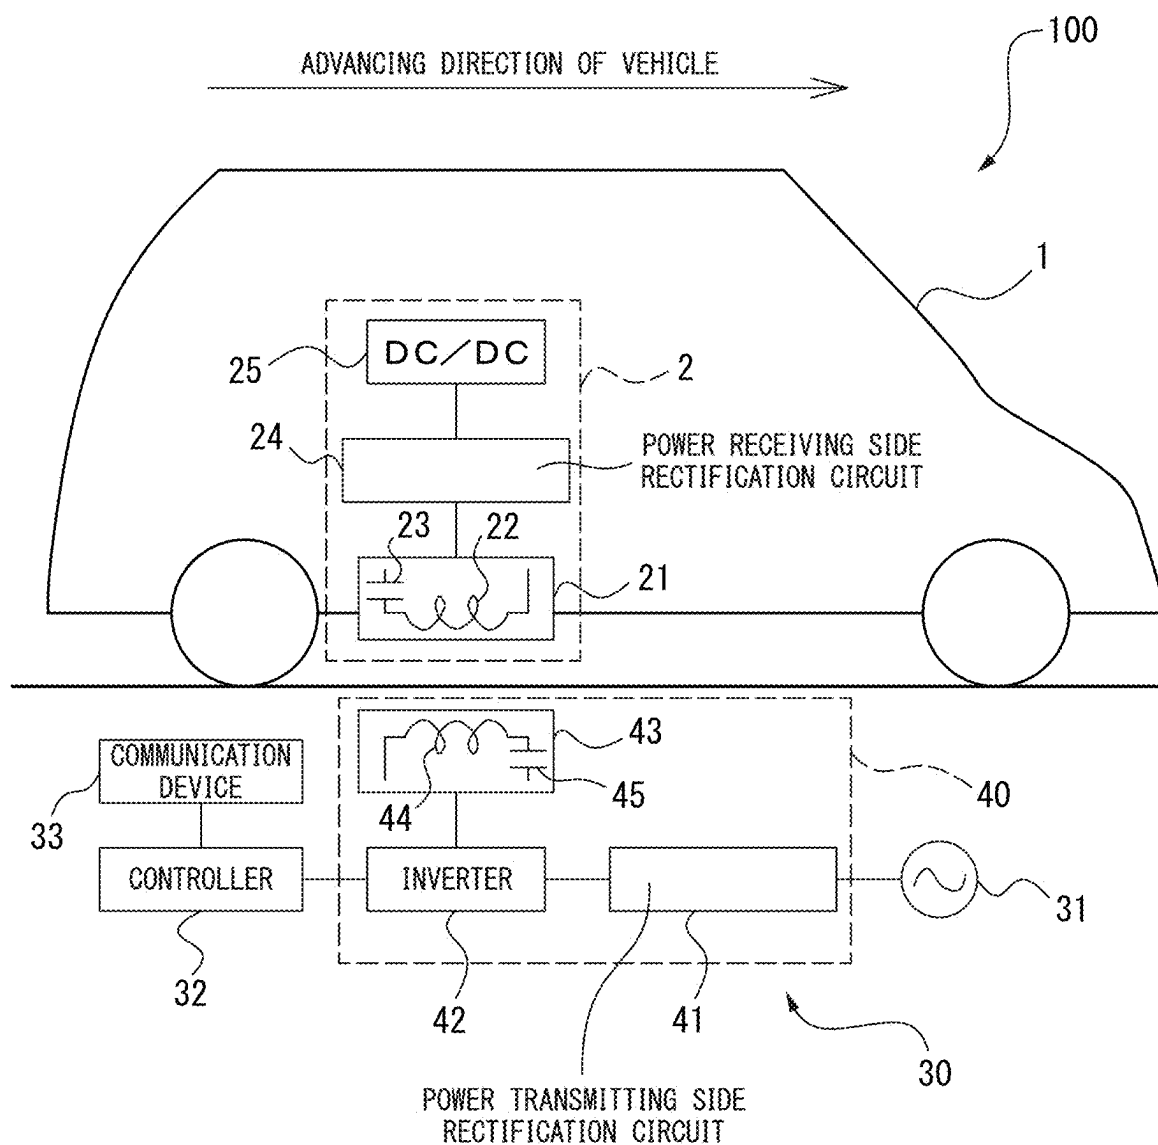 100
ADVANCING DIRECTION OF VEHICLE
1
25
DC/DC
2
24
POWER RECEIVING SIDE
RECTIFICATION CIRCUIT
23
22
21
COMMUNICATION
DEVICE
43
33
44
45
40
CONTROLLER
INVERTER
31
32
42
41
30
POWER TRANSMITTING SIDE
RECTIFICATION CIRCUIT